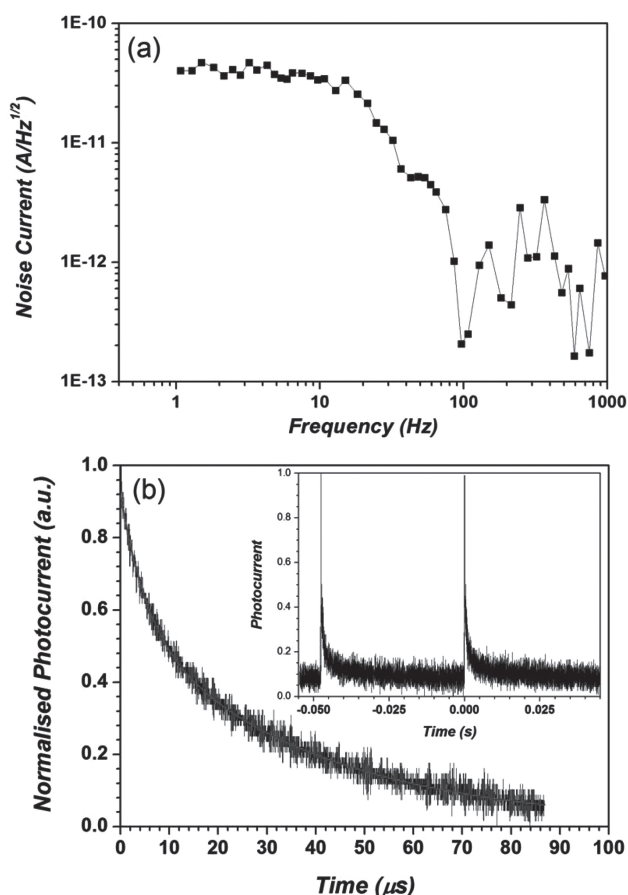 (a)
Noise Current (A/Hz1/2)
1E-10
1E-11
1E-12
1E-13
1 10 100 1000
Frequency (Hz)
(b)
Normalised Photocurrent (a.u.)
1.0
0.8
0.6
0.4
0.2
0.0
Photocurrent
1.0
0.8
0.6
0.4
0.2
0.0
-0.050 -0.025 0.000 0.025
Time (s)
0 10 20 30 40 50 60 70 80 90 100
Time (μs)